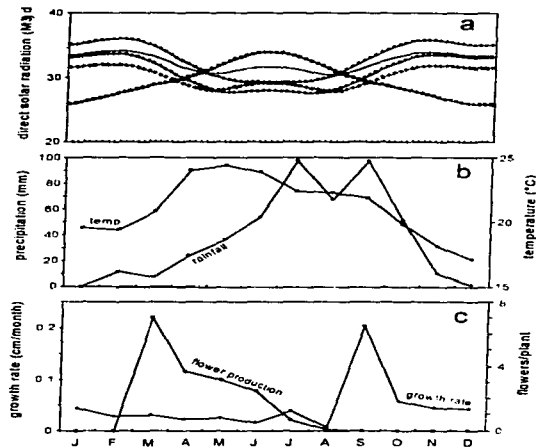 a
direct solar radiation (MJ/d
40
30
20
b
precipitation (mm)
100
80
60
40
20
0
temp
rainfall
25
20
15
temperature (°C)
c
growth rate (cm/month)
0.2
0.1
0
flower production
growth rate
8
4
2
0
flowers/plant
J F M A M J J A S O N D